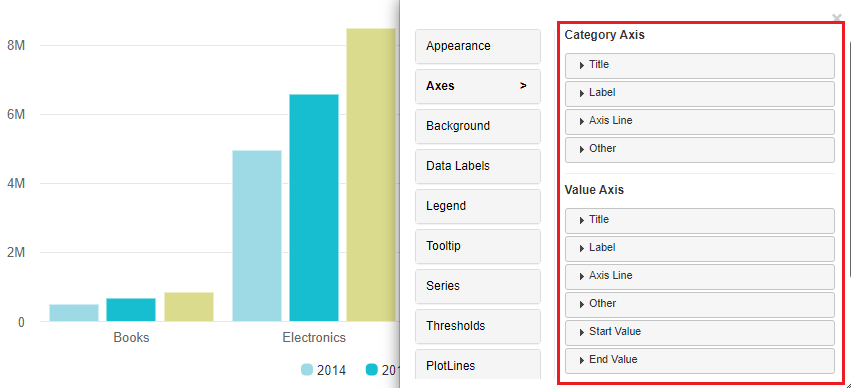 8M
6M
4M
2M
0
Books
Electronics
2014
Appearance
Axes >
Background
Data Labels
Legend
Tooltip
Series
Thresholds
PlotLines
×
Category Axis
Title
Label
Axis Line
Other
Value Axis
Title
Label
Axis Line
Other
Start Value
End Value